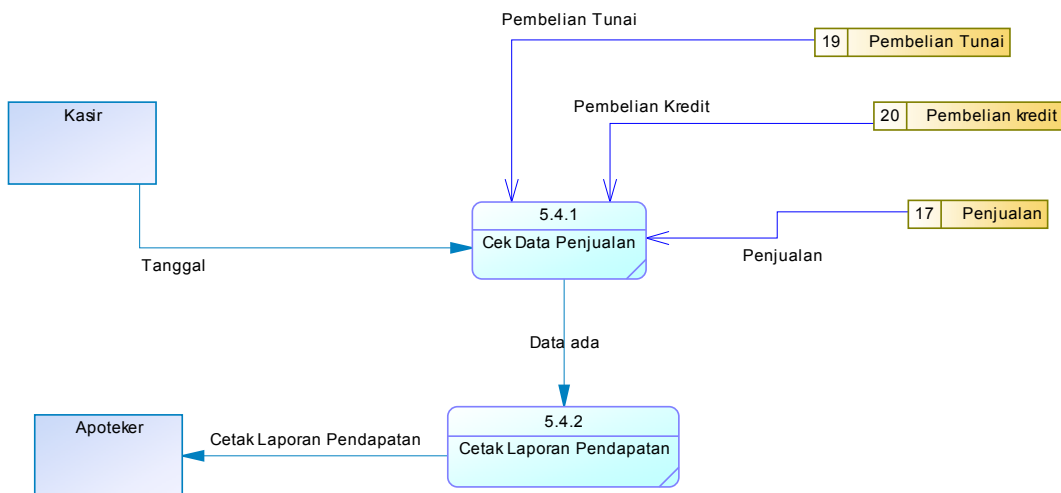 Pembelian Tunai
19 Pembelian Tunai
Kasir
Pembelian Kredit
20 Pembelian kredit
5.4.1
17 Penjualan
Cek Data Penjualan
Penjualan
Tanggal
Data ada
5.4.2
Apoteker
Cetak Laporan Pendapatan
Cetak Laporan Pendapatan